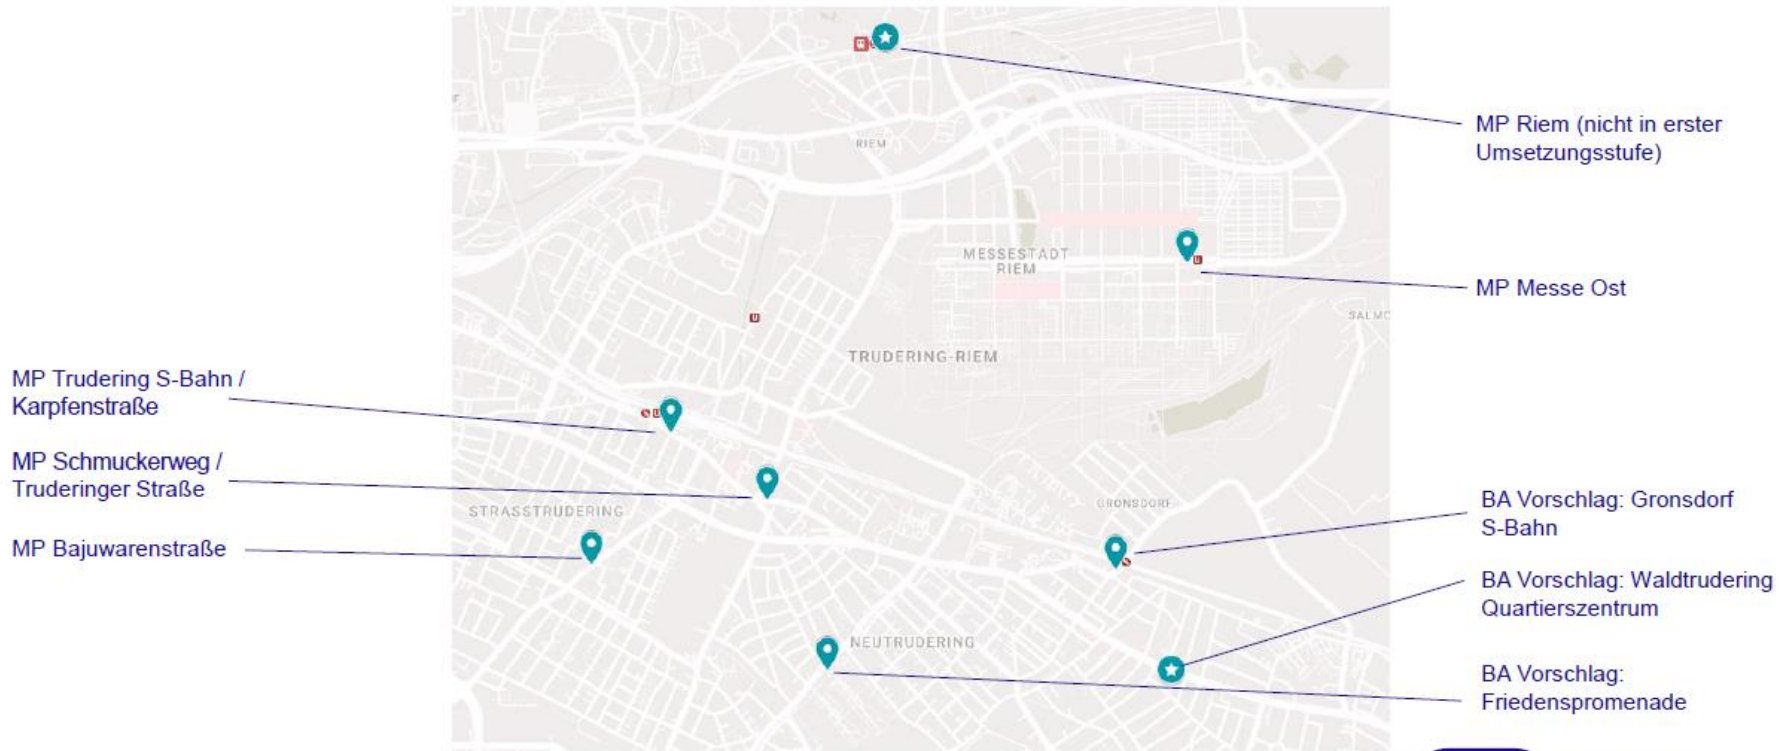 MP Riem (nicht in erster
Umsetzungsstufe)
RIEM
MESSESTADT
RIEM
MP Messe Ost
SALMD
U
U
TRUDERING-RIEM
MP Trudering S-Bahn /
Karpfenstraße
MP Schmuckerweg /
Truderinger Straße
STRASSTRUDERING
MP Bajuwarenstraße
GRONSDORF
BA Vorschlag: Gronsdorf
S-Bahn
BA Vorschlag: Waldtrudering
Quartierszentrum
NEUTRUDERING
BA Vorschlag:
Friedenspromenade